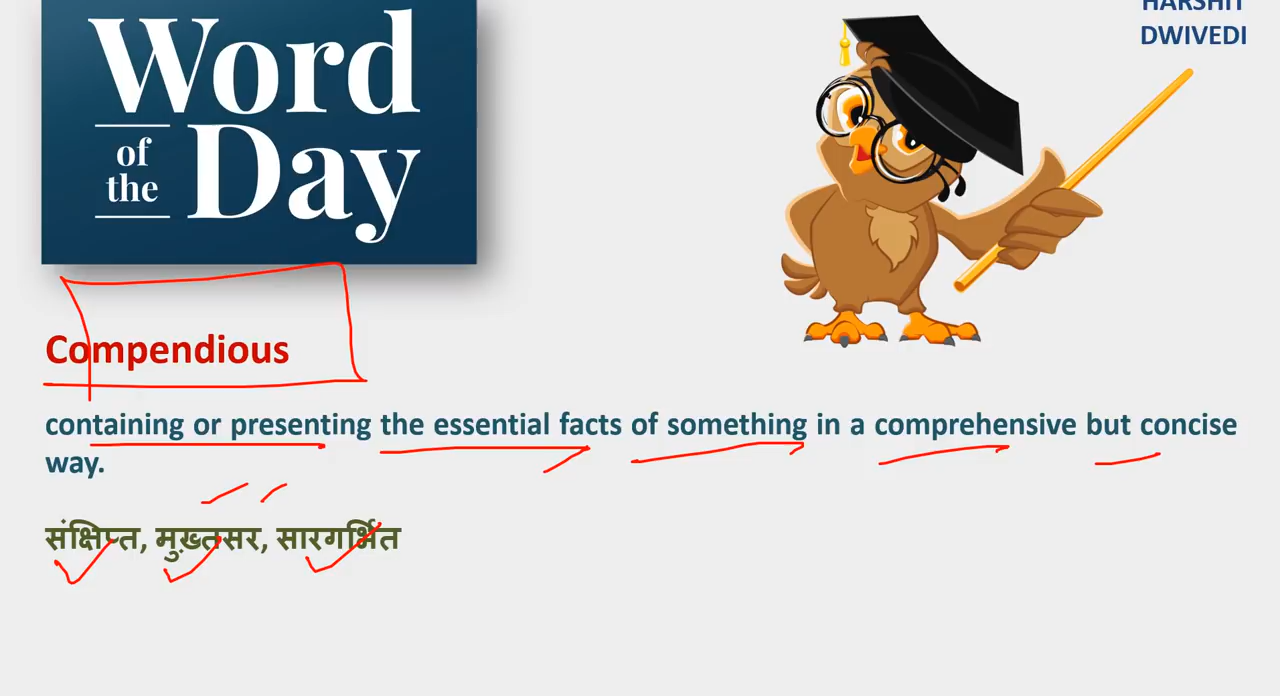 HARSHIT
DWIVEDI
Word
of
the
Day
Compendious
containing or presenting the essential facts of something in a comprehensive but concise
way.
संक्षिप्त, मुख़्तसर, सारगर्भित